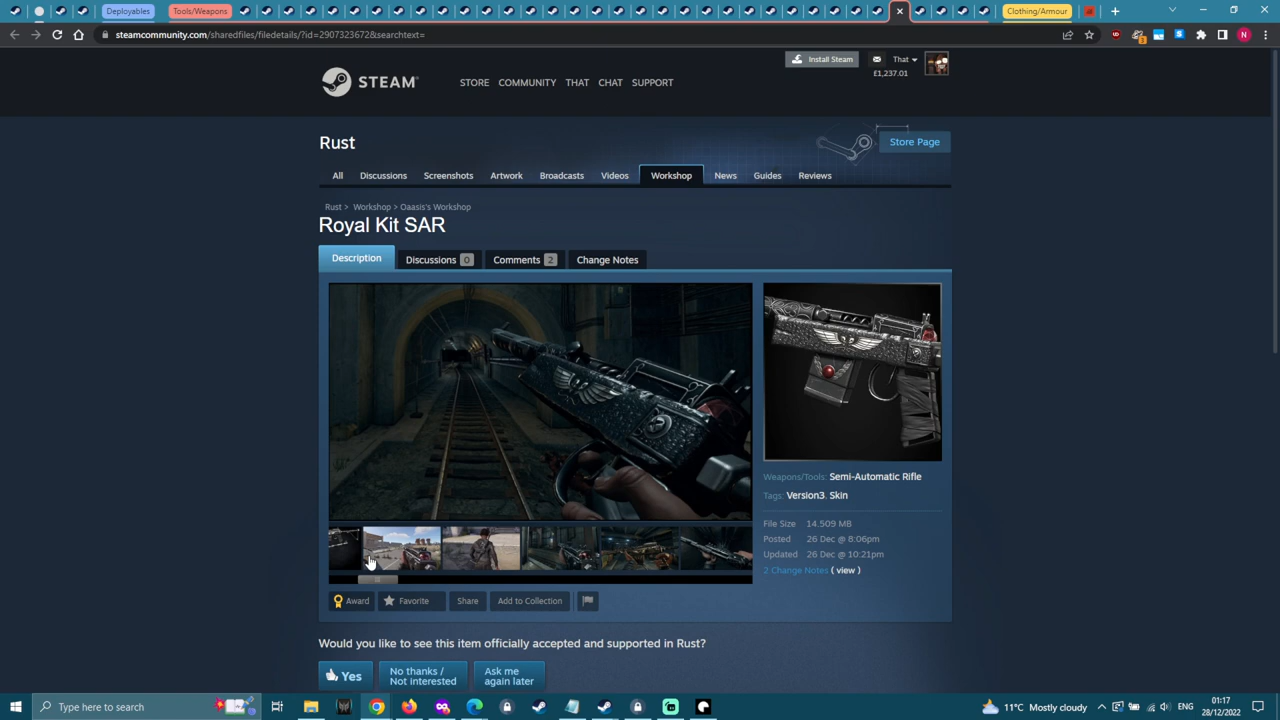 Deployables
Tools/Weapons
Clothing/Armour
steamcommunity.com/sharedfiles/filedetails/?id=2907323672&searchtext=
N
Install Steam
That
£1,237.01
STEAM
STORE COMMUNITY THAT CHAT SUPPORT
Rust
Store Page
All Discussions Screenshots Artwork Broadcasts Videos Workshop News Guides Reviews
Rust > Workshop > Oaasis's Workshop
Royal Kit SAR
Description Discussions 0 Comments 2 Change Notes
Weapons/Tools: Semi-Automatic Rifle
Tags: Version3, Skin
File Size 14.509 MB
Posted 26 Dec @ 8:06pm
Updated 26 Dec @ 10:21pm
2 Change Notes ( view )
Award Favorite Share Add to Collection
Would you like to see this item officially accepted and supported in Rust?
Yes
No thanks /
Not interested
Ask me
again later
Type here to search
11°C Mostly cloudy
ENG
01:17
28/12/2022